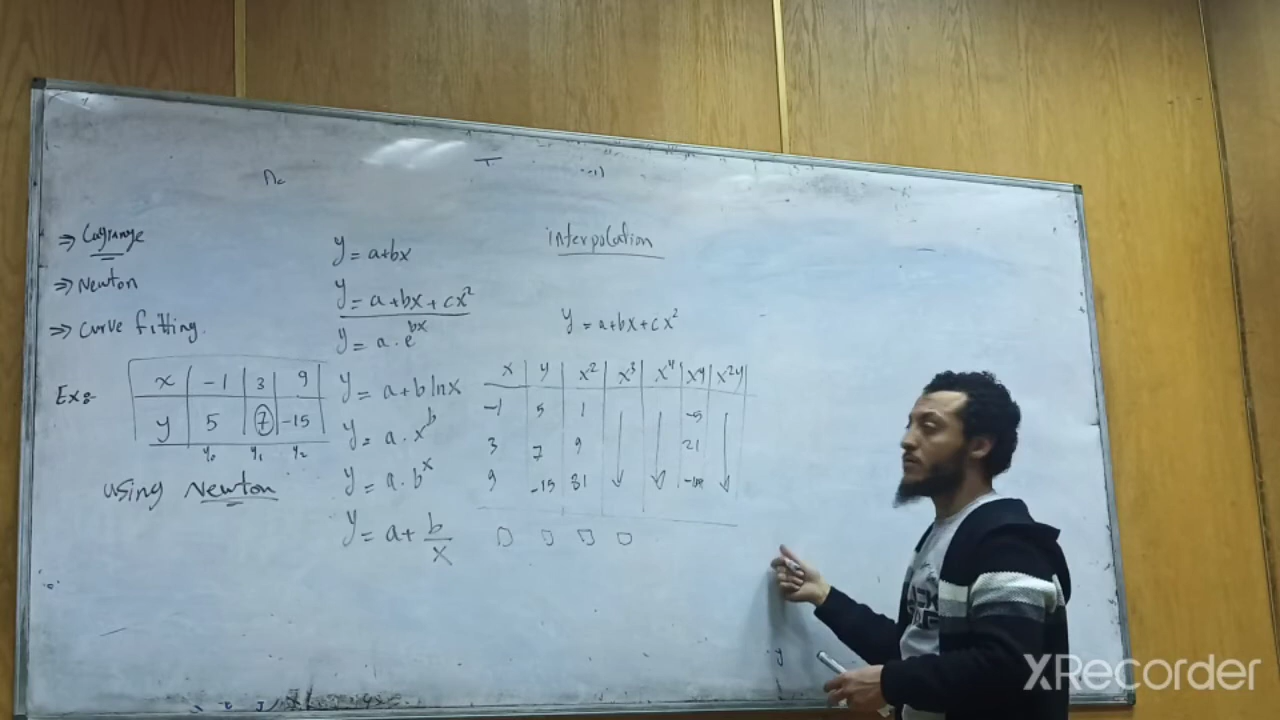 ⇒ Lagrange
⇒ Newton
⇒ Curve fitting.
Ex:-
x | -1 | 3 | 9
y | 5 | 7 | -15
y₀ y₁ y₂
using Newton
y = a+bx
y = a+bx+cx²
y = a.e^bx
y = a+b lnx
y = a.x^b
y = a.b^x
y = a+ b/x
interpolation
y = a+bx+cx²
x | y | x² | x³ | x⁴ | xy | x²y
-1 5 1 -5
3 7 9 21
9 -15 81
XRecorder